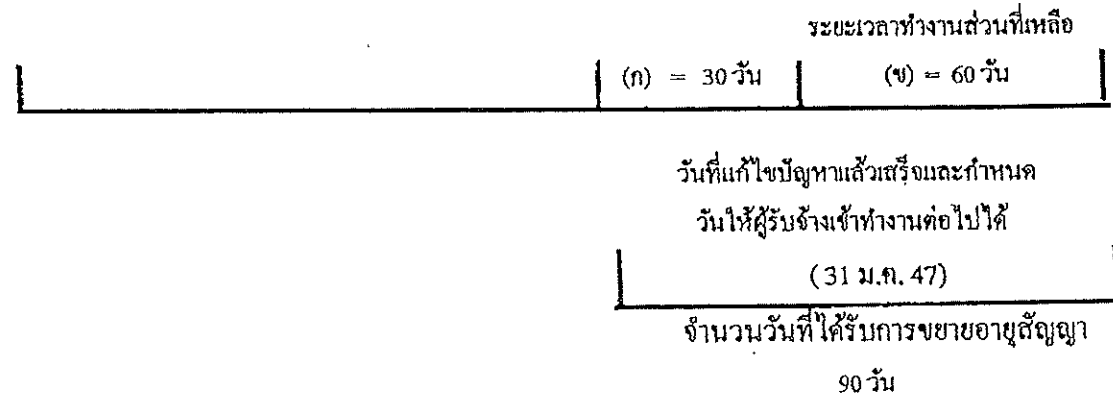 ระยะเวลาทำงานส่วนที่เหลือ
(ก) = 30 วัน (ข) = 60 วัน
วันที่แก้ไขปัญหาแล้วเสร็จและกำหนด
วันให้ผู้รับจ้างเข้าทำงานต่อไปได้
(31 ม.ค. 47)
จำนวนวันที่ได้รับการขยายอายุสัญญา
90 วัน